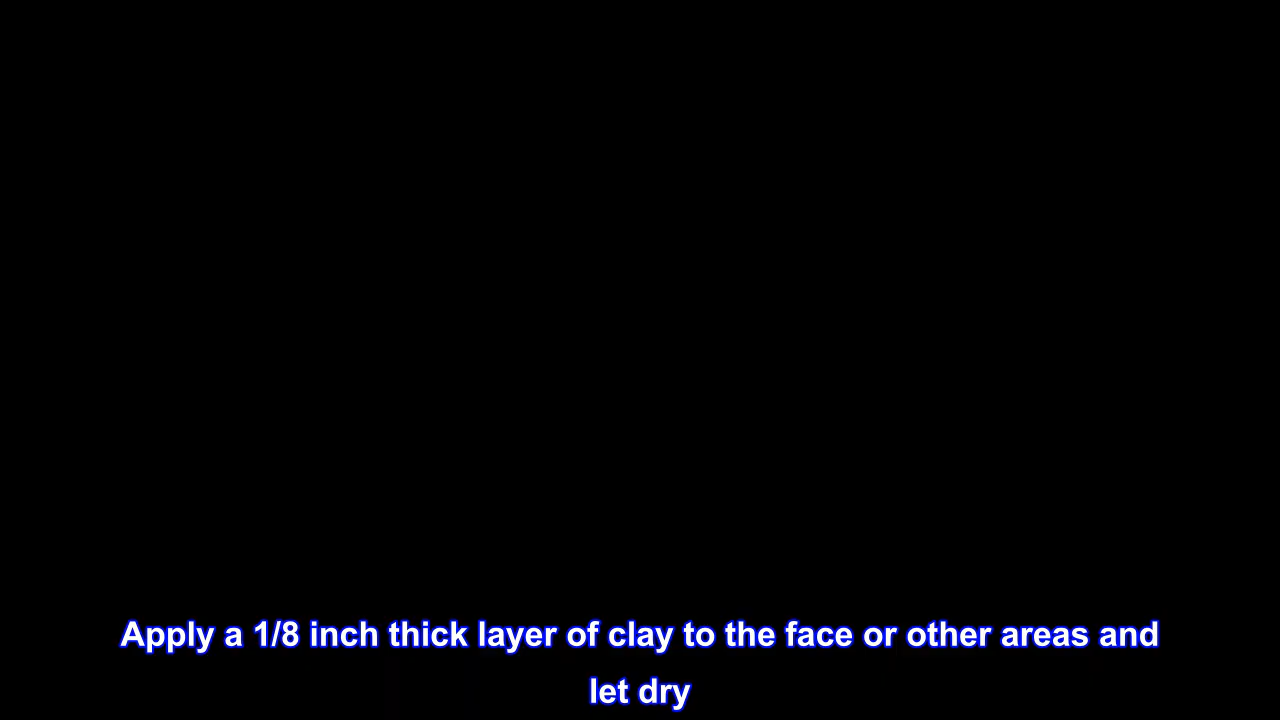 Apply a 1/8 inch thick layer of clay to the face or other areas and
let dry